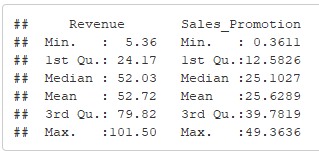 ##     Revenue       Sales_Promotion
##  Min.   :  5.36   Min.   : 0.3611
##  1st Qu.: 24.17   1st Qu.:12.5826
##  Median : 52.03   Median :25.1027
##  Mean   : 52.72   Mean   :25.6289
##  3rd Qu.: 79.82   3rd Qu.:39.7819
##  Max.   :101.50   Max.   :49.3636